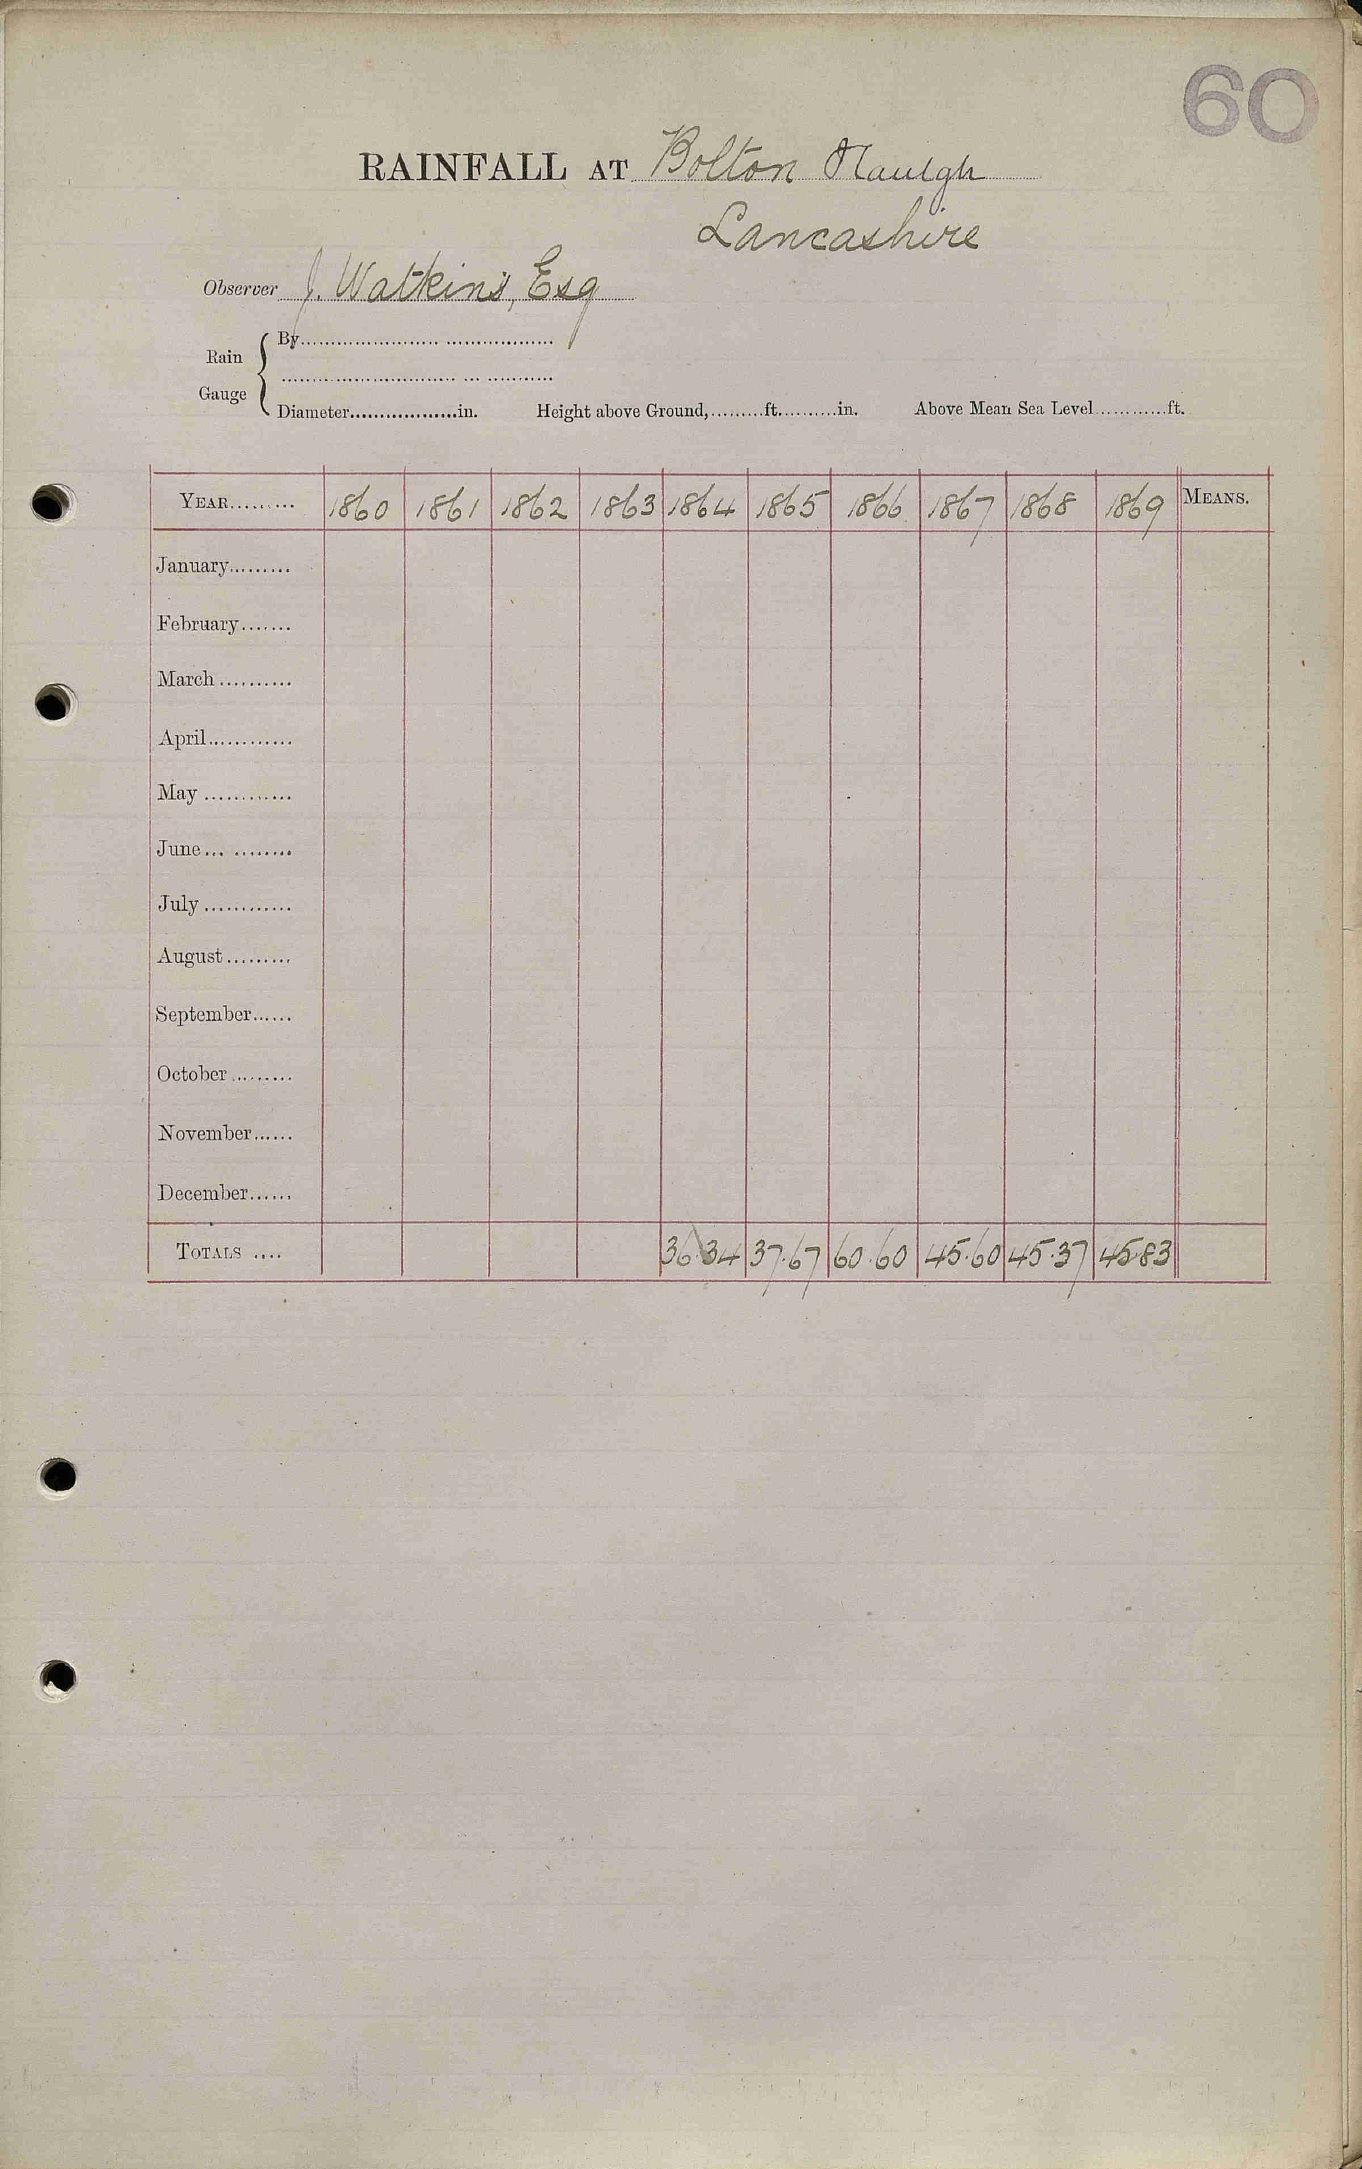 60
RAINFALL AT Bolton Haulgh
Lancashire
Observer J. Watkins, Esq
Rain Gauge
By
Diameter in. Height above Ground, ft. in. Above Mean Sea Level ft.
YEAR 1860 1861 1862 1863 1864 1865 1866 1867 1868 1869 MEANS.
January
February
March
April
May
June
July
August
September
October
November
December
TOTALS 36.34 37.67 60.60 45.60 45.37 45.83